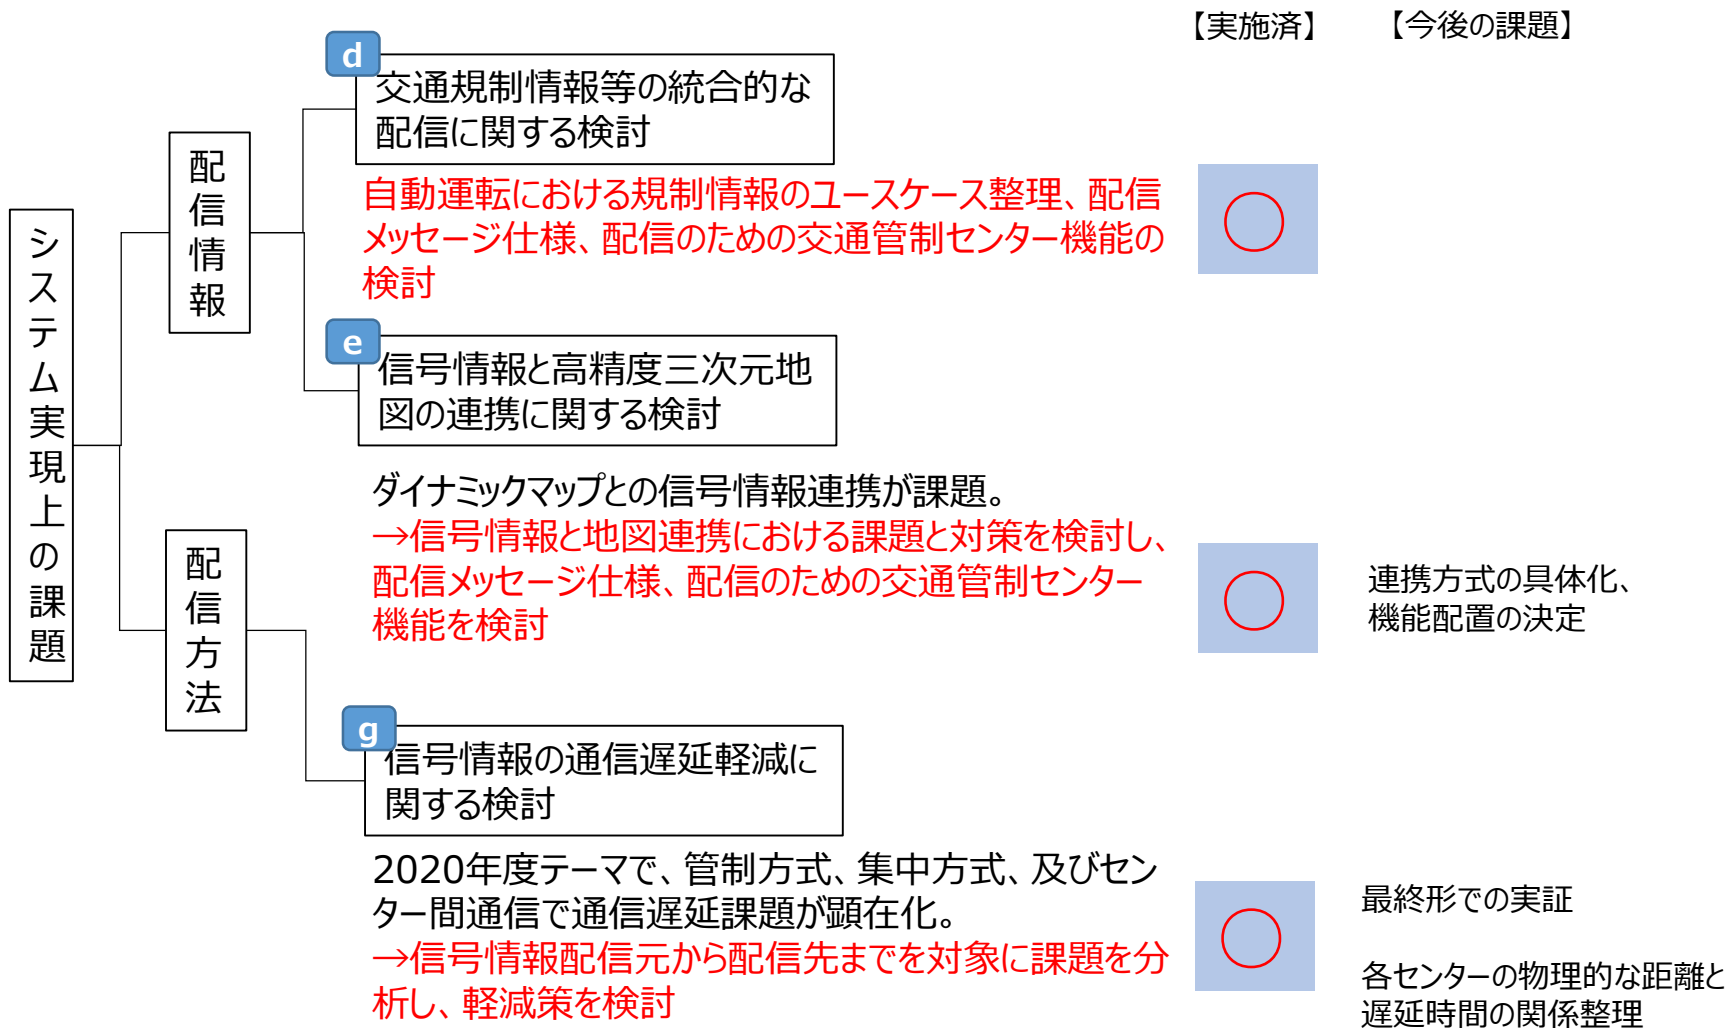 【実施済】
【今後の課題】
システム実現上の課題
配信情報
d
交通規制情報等の統合的な
配信に関する検討
自動運転における規制情報のユースケース整理、配信
メッセージ仕様、配信のための交通管制センター機能の
検討
○
e
信号情報と高精度三次元地
図の連携に関する検討
ダイナミックマップとの信号情報連携が課題。
→信号情報と地図連携における課題と対策を検討し、
配信メッセージ仕様、配信のための交通管制センター
機能を検討
○
連携方式の具体化、
機能配置の決定
配信方法
g
信号情報の通信遅延軽減に
関する検討
2020年度テーマで、管制方式、集中方式、及びセン
ター間通信で通信遅延課題が顕在化。
→信号情報配信元から配信先までを対象に課題を分
析し、軽減策を検討
○
最終形での実証
各センターの物理的な距離と
遅延時間の関係整理